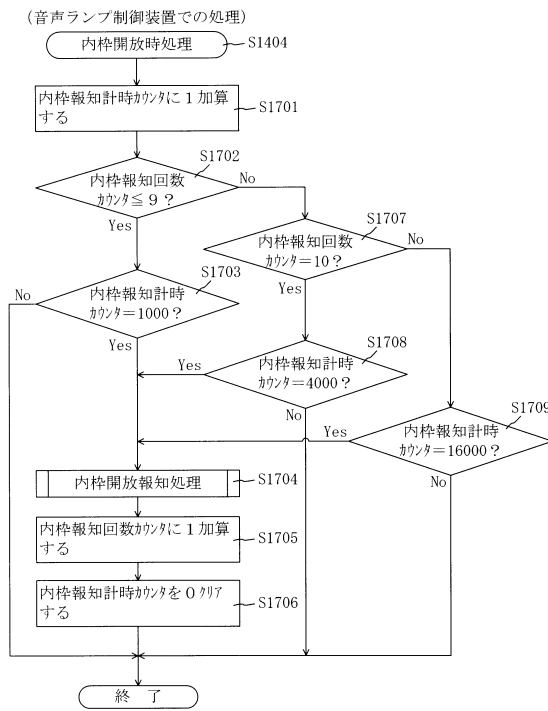 (音声ランプ制御装置での処理)
内枠開放時処理
S1404
内枠報知計時ｶｳﾝﾀに１加算
する
S1701
S1702
内枠報知回数
ｶｳﾝﾀ≦９？
No
Yes
S1707
内枠報知回数
ｶｳﾝﾀ＝10？
No
Yes
S1703
内枠報知計時
ｶｳﾝﾀ＝1000？
No
Yes
S1708
内枠報知計時
ｶｳﾝﾀ＝4000？
Yes
No
S1709
内枠報知計時
ｶｳﾝﾀ＝16000？
Yes
No
内枠開放報知処理
S1704
内枠報知回数ｶｳﾝﾀに１加算
する
S1705
内枠報知計時ｶｳﾝﾀを０ｸﾘｱ
する
S1706
終　了